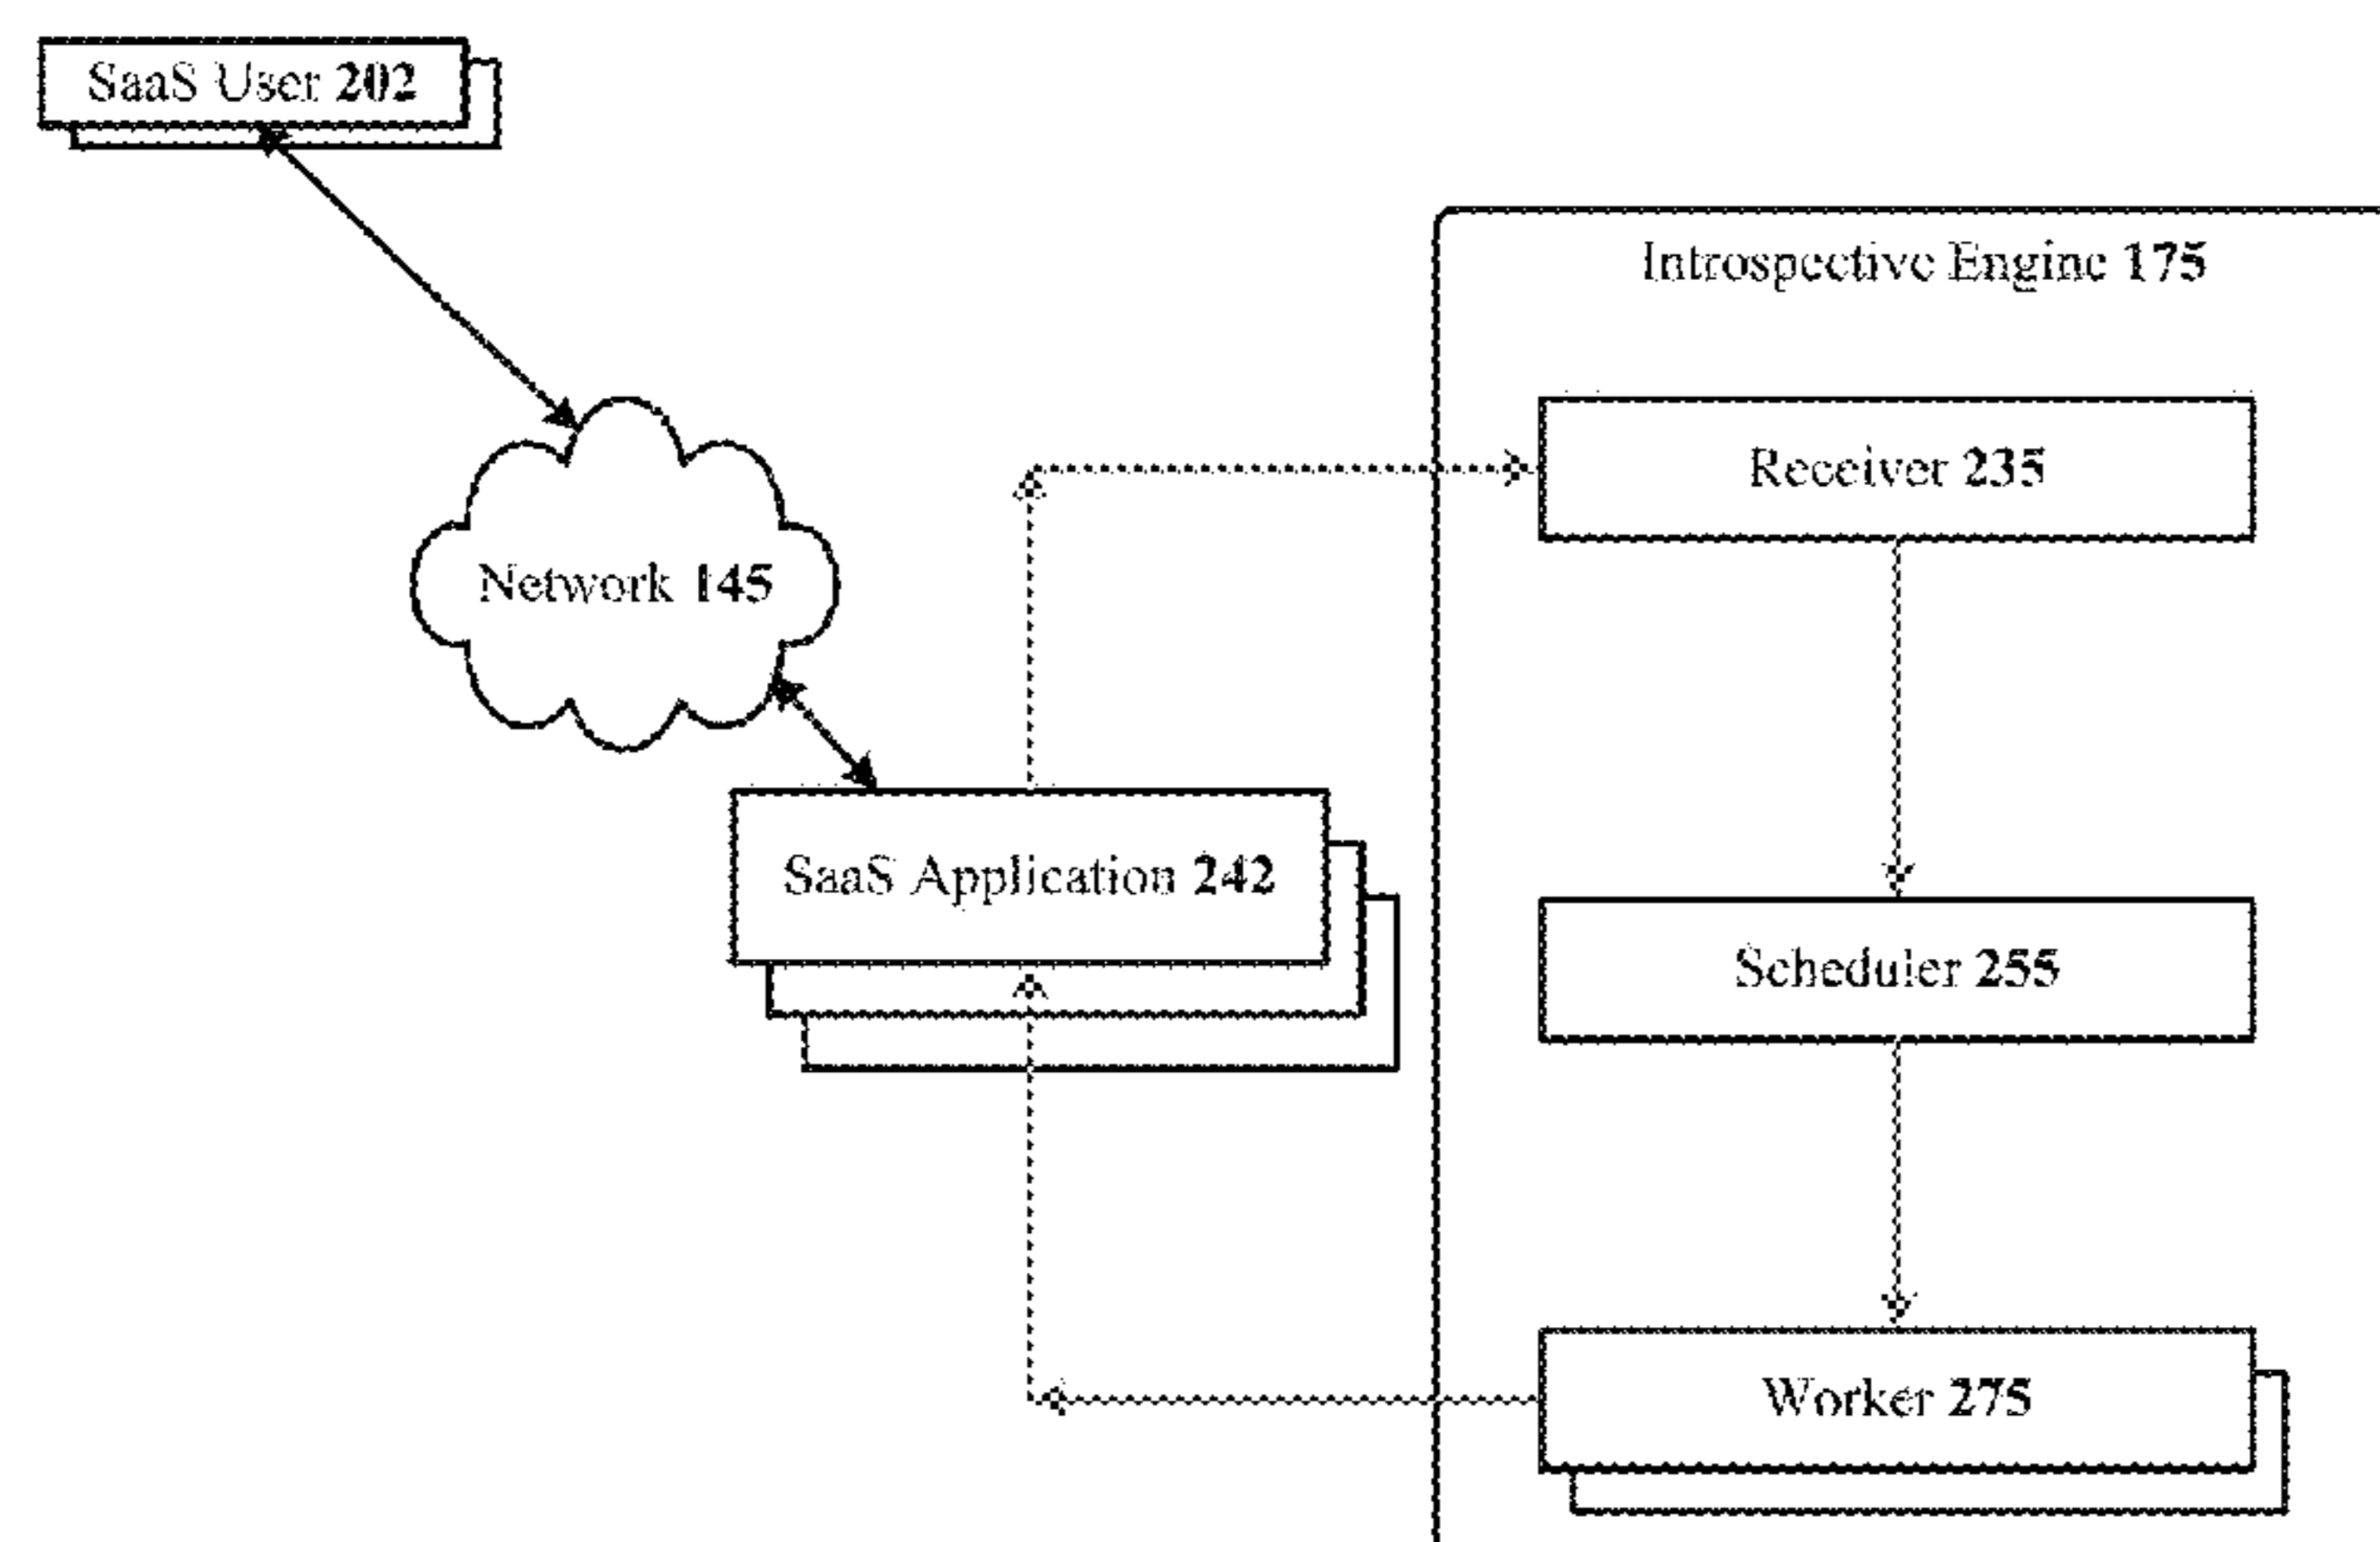 SaaS User 202
Introspective Engine 175
Receiver 235
Network 145
SaaS Application 242
Scheduler 255
Worker 275